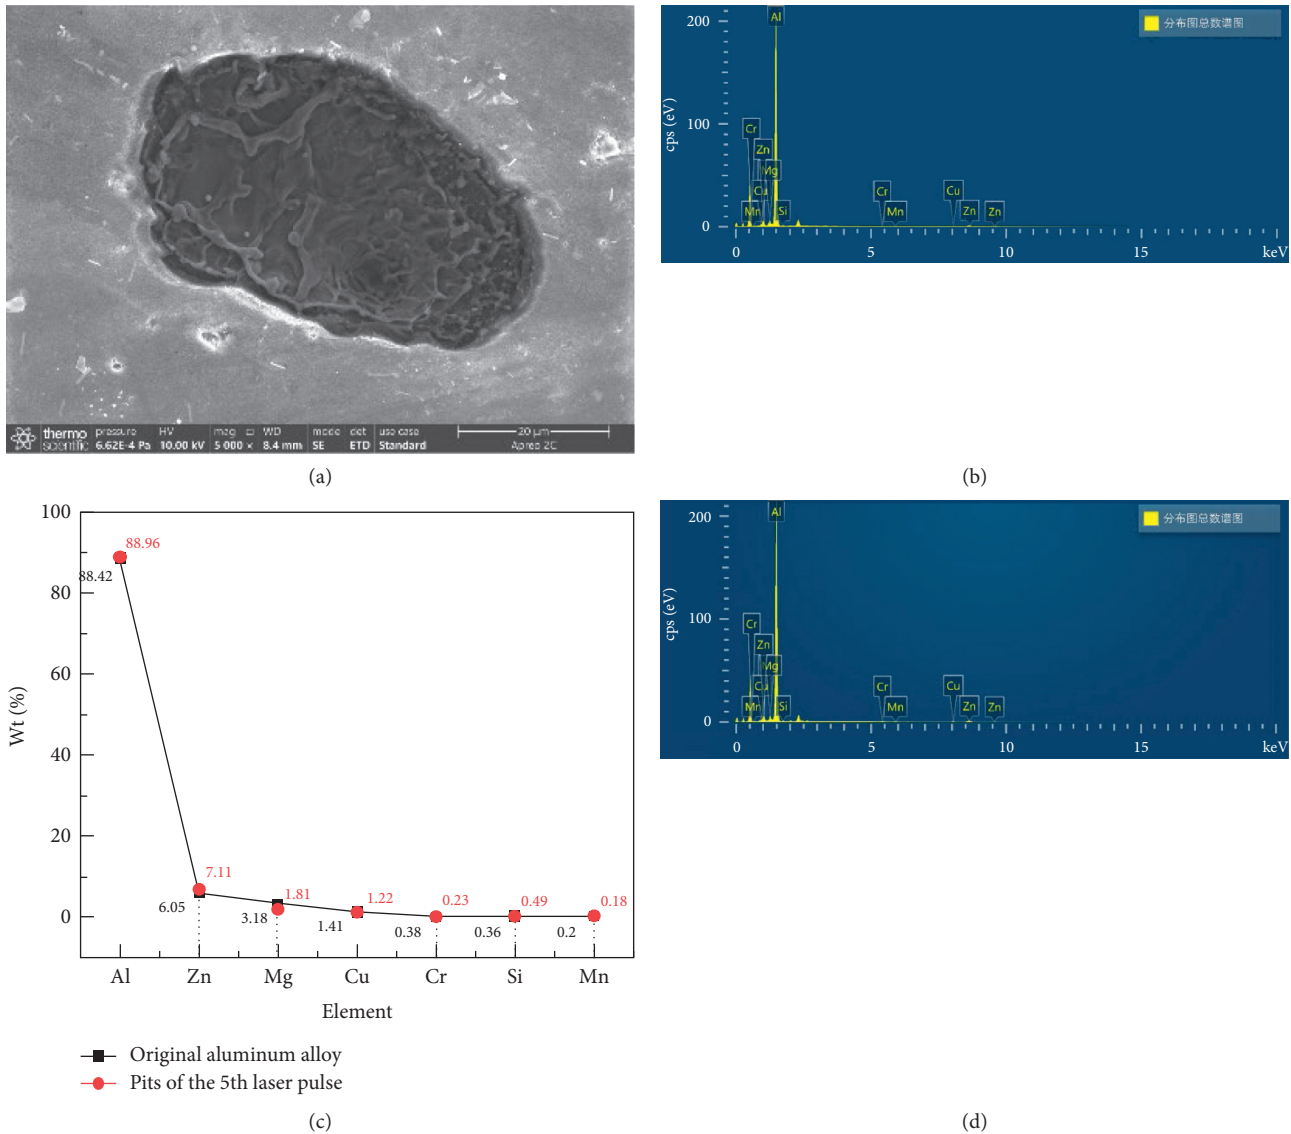 thermo scientific
pressure HV mag □ WD mode det use case 20 μm
6.62E-4 Pa 10.00 kV 5 000 × 8.4 mm SE ETD Standard Apreo 2C
(a)
200
100
0
cps (eV)
Al
Cr
Zn
Mg
Cu
Mn
Si
Cr
Mn
Cu
Zn
Zn
分布图总数谱图
0 5 10 15 keV
(b)
100
80
60
40
20
0
Wt (%)
88.96
88.42
7.11
6.05
1.81
3.18
1.22
1.41
0.23
0.38
0.49
0.36
0.18
0.2
Al Zn Mg Cu Cr Si Mn
Element
Original aluminum alloy
Pits of the 5th laser pulse
(c)
200
100
0
cps (eV)
Al
Cr
Zn
Mg
Cu
Mn
Si
Cr
Mn
Cu
Zn
Zn
分布图总数谱图
0 5 10 15 keV
(d)